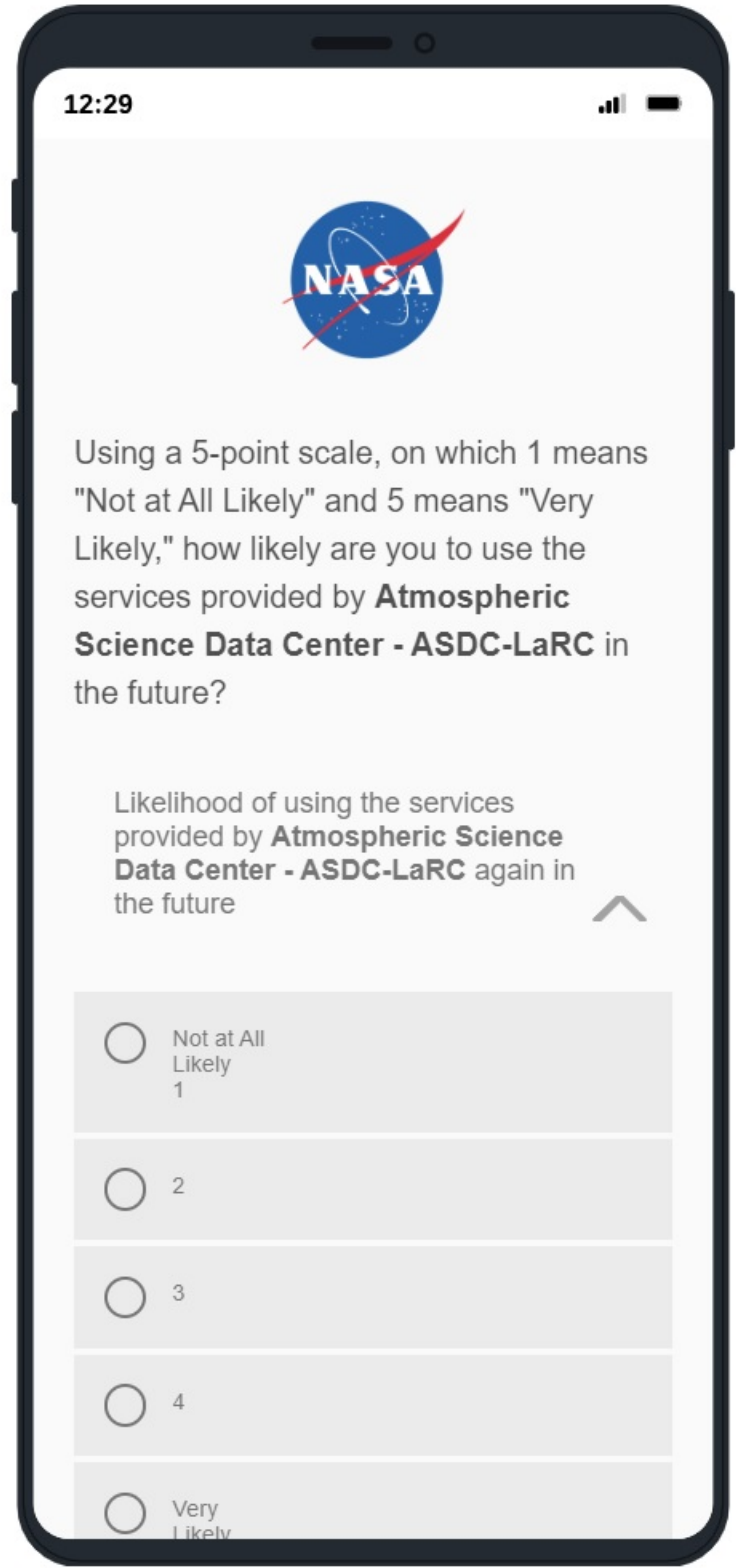 12:29
NASA
Using a 5-point scale, on which 1 means
"Not at All Likely" and 5 means "Very
Likely," how likely are you to use the
services provided by Atmospheric
Science Data Center - ASDC-LaRC in
the future?
Likelihood of using the services
provided by Atmospheric Science
Data Center - ASDC-LaRC again in
the future
Not at All
Likely
1
2
3
4
Very
Likely